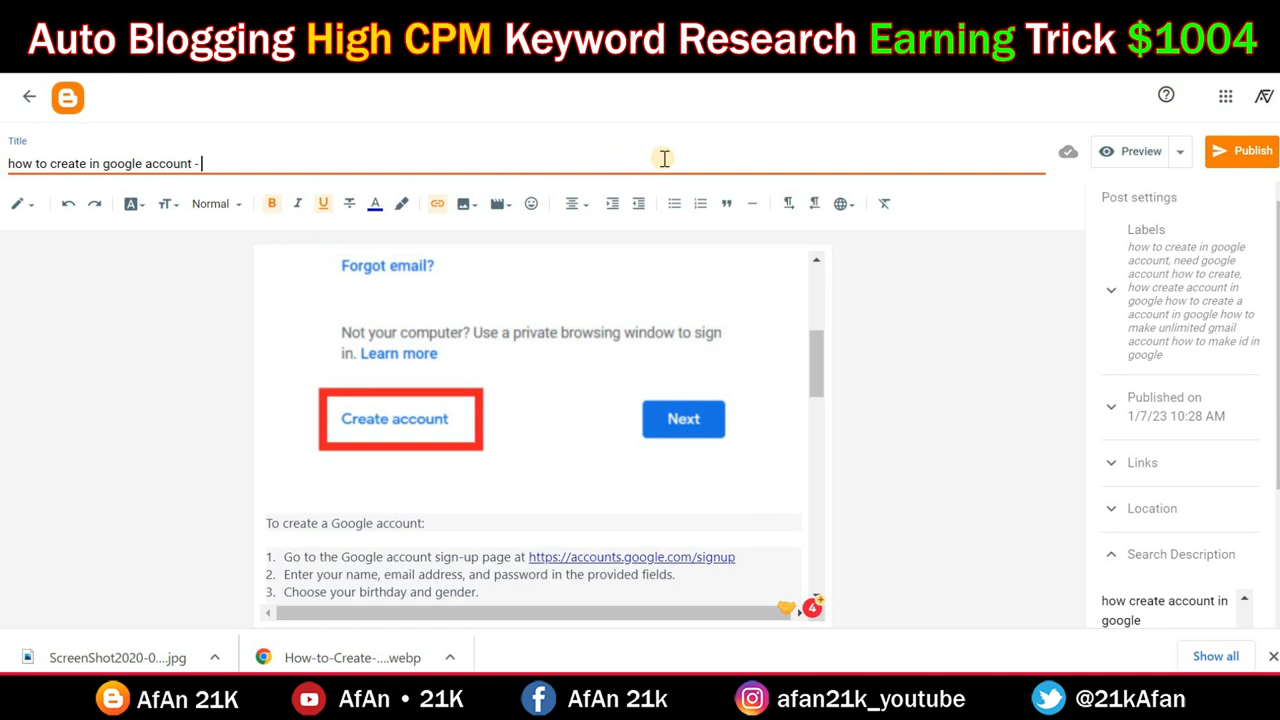 Auto Blogging High CPM Keyword Research Earning Trick $1004
Title
how to create in google account -
Preview
Publish
Normal
B
I
U
A
Post settings
Labels
how to create in google
account, need google
account how to create,
how create account in
google how to create a
account in google how to
make unlimited gmail
account how to make id in
google
Published on
1/7/23 10:28 AM
Links
Location
Search Description
how create account in
google
Forgot email?
Not your computer? Use a private browsing window to sign
in. Learn more
Create account
Next
To create a Google account:
1. Go to the Google account sign-up page at https://accounts.google.com/signup
2. Enter your name, email address, and password in the provided fields.
3. Choose your birthday and gender.
4
ScreenShot2020-0....jpg
How-to-Create-....webp
Show all
AfAn 21K
AfAn • 21K
AfAn 21k
afan21k_youtube
@21kAfan